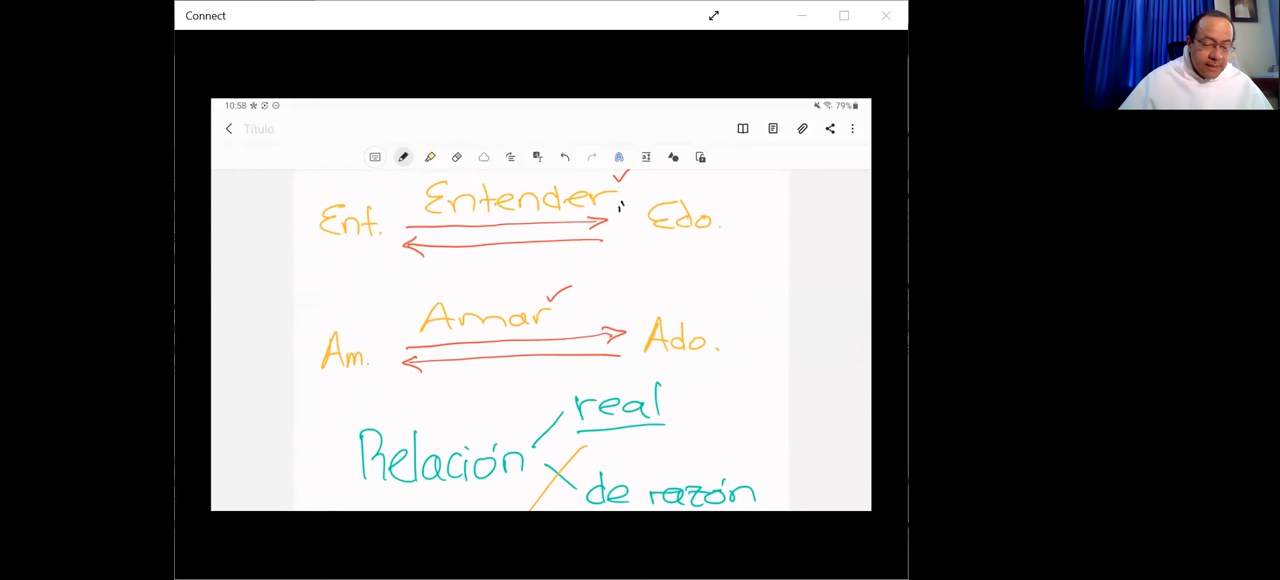 Connect
10:58
79%
Título
Entender
Ent.
Edo.
Amar
Am.
Ado.
real
Relación
de razón